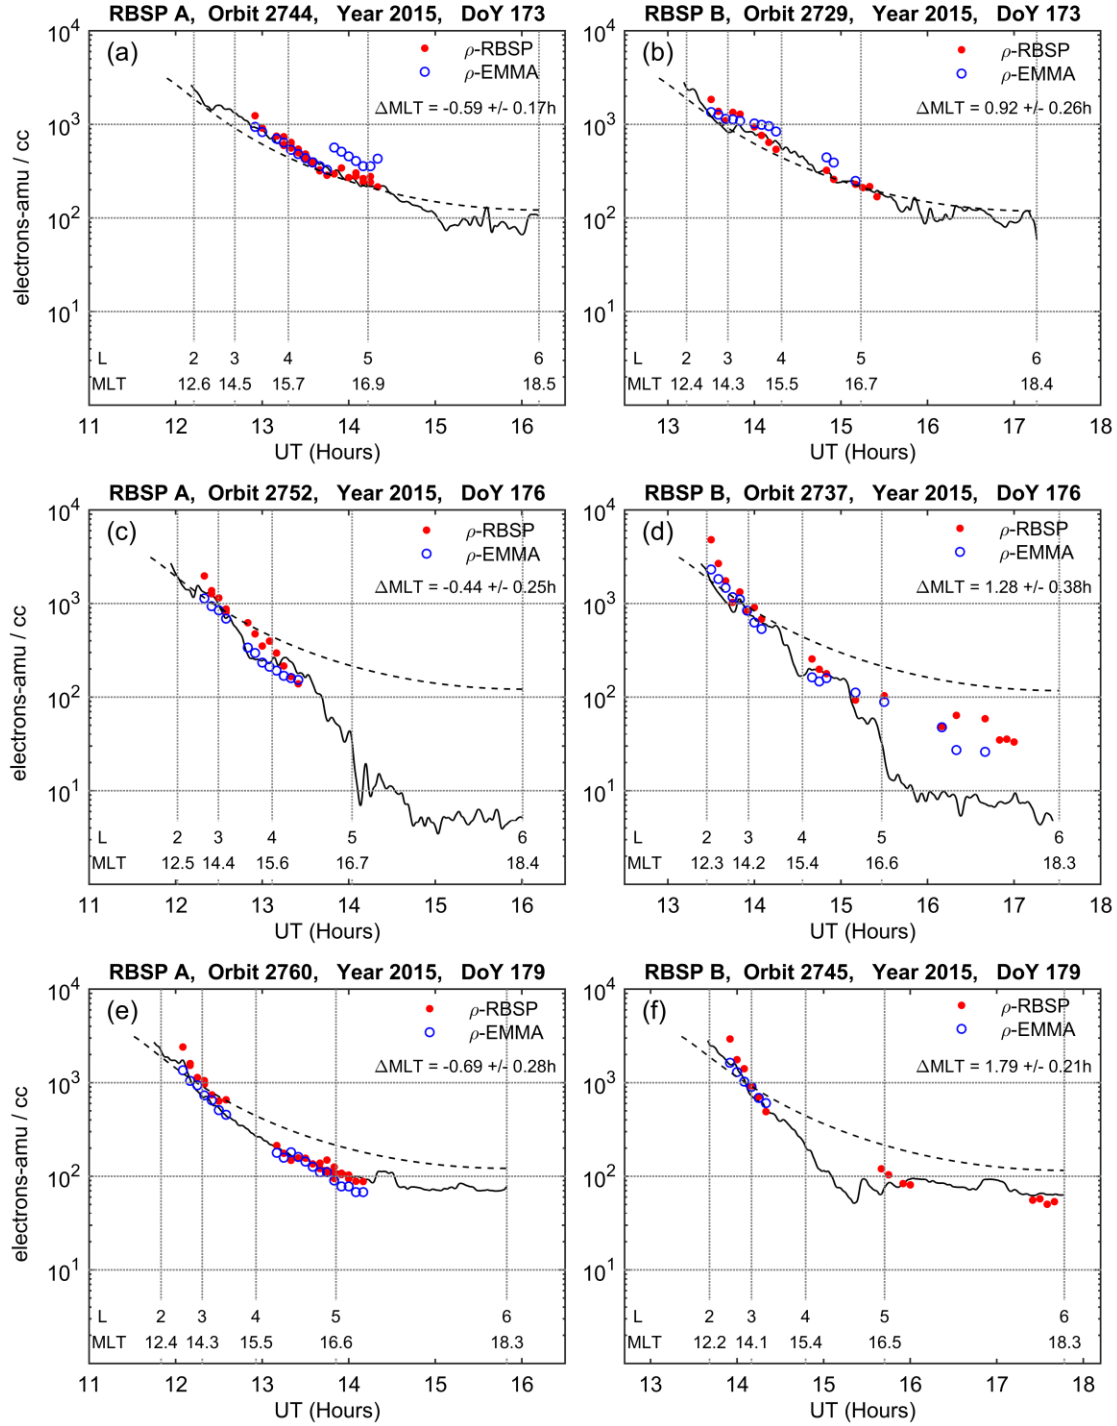 RBSP A, Orbit 2744, Year 2015, DoY 173
(a)
ρ-RBSP
ρ-EMMA
ΔMLT = -0.59 +/- 0.17h
10^4
10^3
10^2
10^1
electrons-amu / cc
L 2 3 4 5 6
MLT 12.6 14.5 15.7 16.9 18.5
11 12 13 14 15 16
UT (Hours)
RBSP B, Orbit 2729, Year 2015, DoY 173
(b)
ρ-RBSP
ρ-EMMA
ΔMLT = 0.92 +/- 0.26h
10^4
10^3
10^2
10^1
L 2 3 4 5 6
MLT 12.4 14.3 15.5 16.7 18.4
13 14 15 16 17 18
UT (Hours)
RBSP A, Orbit 2752, Year 2015, DoY 176
(c)
ρ-RBSP
ρ-EMMA
ΔMLT = -0.44 +/- 0.25h
10^4
10^3
10^2
10^1
electrons-amu / cc
L 2 3 4 5 6
MLT 12.5 14.4 15.6 16.7 18.4
11 12 13 14 15 16
UT (Hours)
RBSP B, Orbit 2737, Year 2015, DoY 176
(d)
ρ-RBSP
ρ-EMMA
ΔMLT = 1.28 +/- 0.38h
10^4
10^3
10^2
10^1
L 2 3 4 5 6
MLT 12.3 14.2 15.4 16.6 18.3
13 14 15 16 17 18
UT (Hours)
RBSP A, Orbit 2760, Year 2015, DoY 179
(e)
ρ-RBSP
ρ-EMMA
ΔMLT = -0.69 +/- 0.28h
10^4
10^3
10^2
10^1
electrons-amu / cc
L 2 3 4 5 6
MLT 12.4 14.3 15.5 16.6 18.3
11 12 13 14 15 16
UT (Hours)
RBSP B, Orbit 2745, Year 2015, DoY 179
(f)
ρ-RBSP
ρ-EMMA
ΔMLT = 1.79 +/- 0.21h
10^4
10^3
10^2
10^1
L 2 3 4 5 6
MLT 12.2 14.1 15.4 16.5 18.3
13 14 15 16 17 18
UT (Hours)